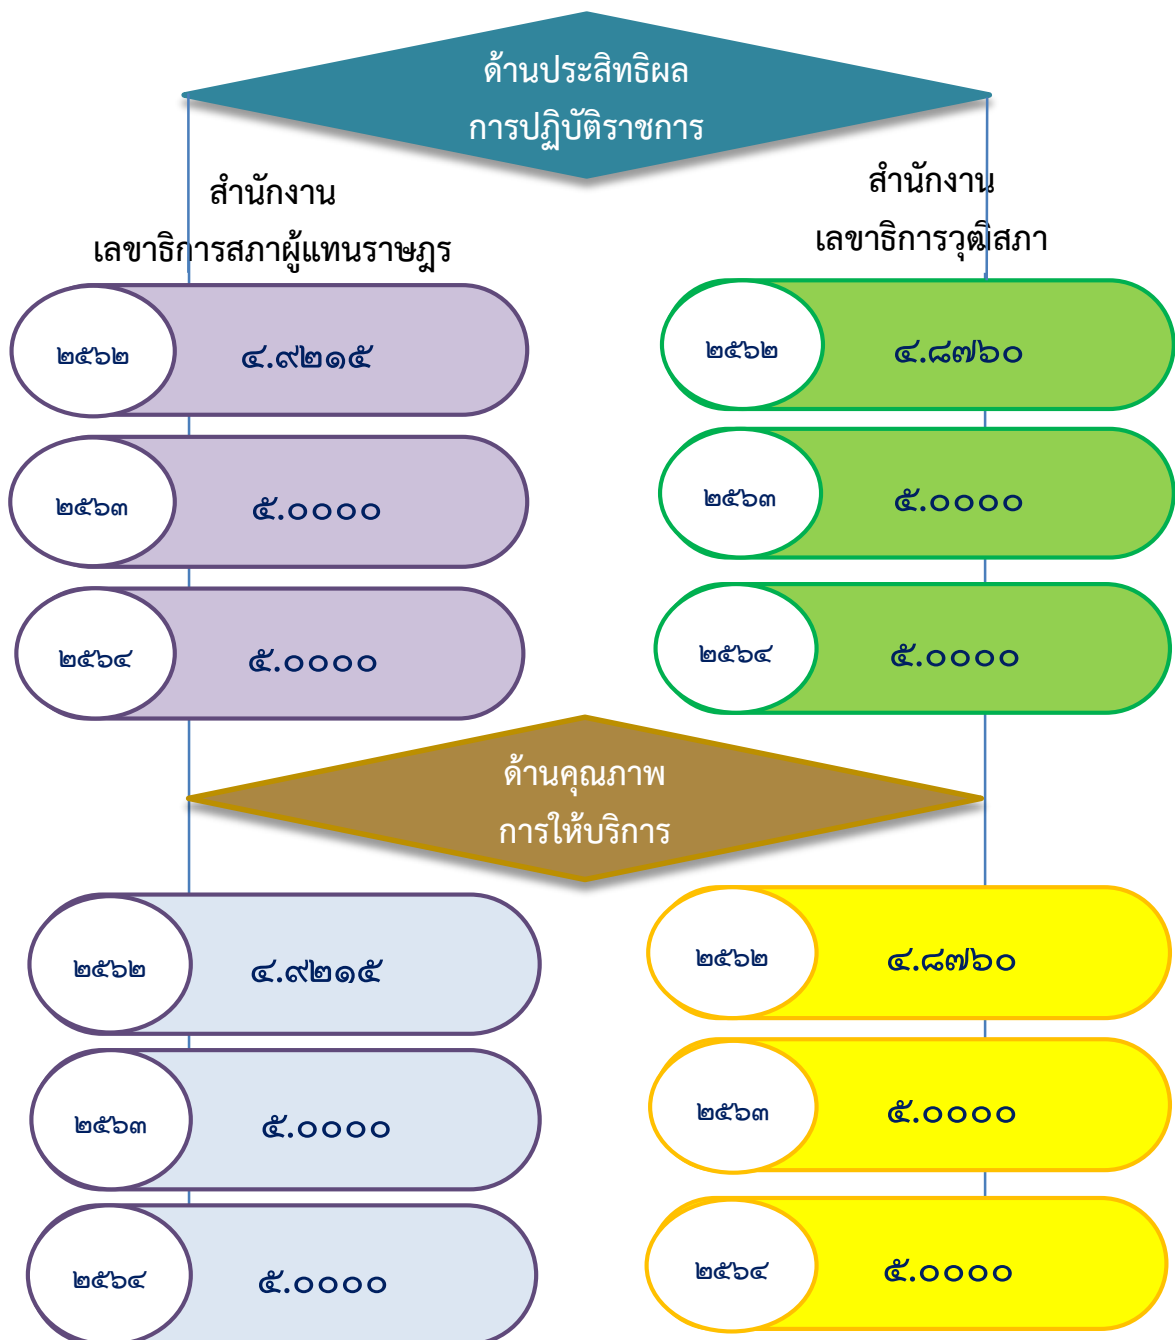 ด้านประสิทธิผล
การปฏิบัติราชการ
สำนักงาน
เลขาธิการสภาผู้แทนราษฎร
สำนักงาน
เลขาธิการวุฒิสภา
๒๕๖๒ ๔.๙๒๑๕
๒๕๖๒ ๔.๘๗๖๐
๒๕๖๓ ๕.๐๐๐๐
๒๕๖๓ ๕.๐๐๐๐
๒๕๖๔ ๕.๐๐๐๐
๒๕๖๔ ๕.๐๐๐๐
ด้านคุณภาพ
การให้บริการ
๒๕๖๒ ๔.๙๒๑๕
๒๕๖๒ ๔.๘๗๖๐
๒๕๖๓ ๕.๐๐๐๐
๒๕๖๓ ๕.๐๐๐๐
๒๕๖๔ ๕.๐๐๐๐
๒๕๖๔ ๕.๐๐๐๐